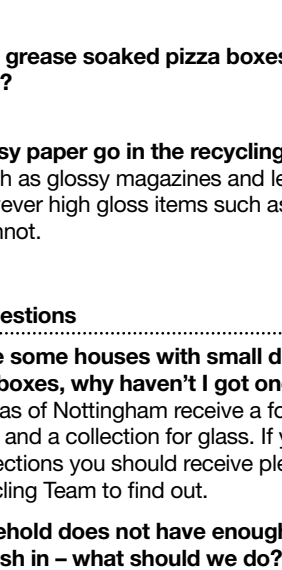 grease soaked pizza boxes
?
sy paper go in the recycling
h as glossy magazines and le
ever high gloss items such as
nnot.
estions
e some houses with small d
boxes, why haven't I got one
as of Nottingham receive a fo
and a collection for glass. If y
ections you should receive ple
cling Team to find out.
ehold does not have enough
sh in – what should we do?